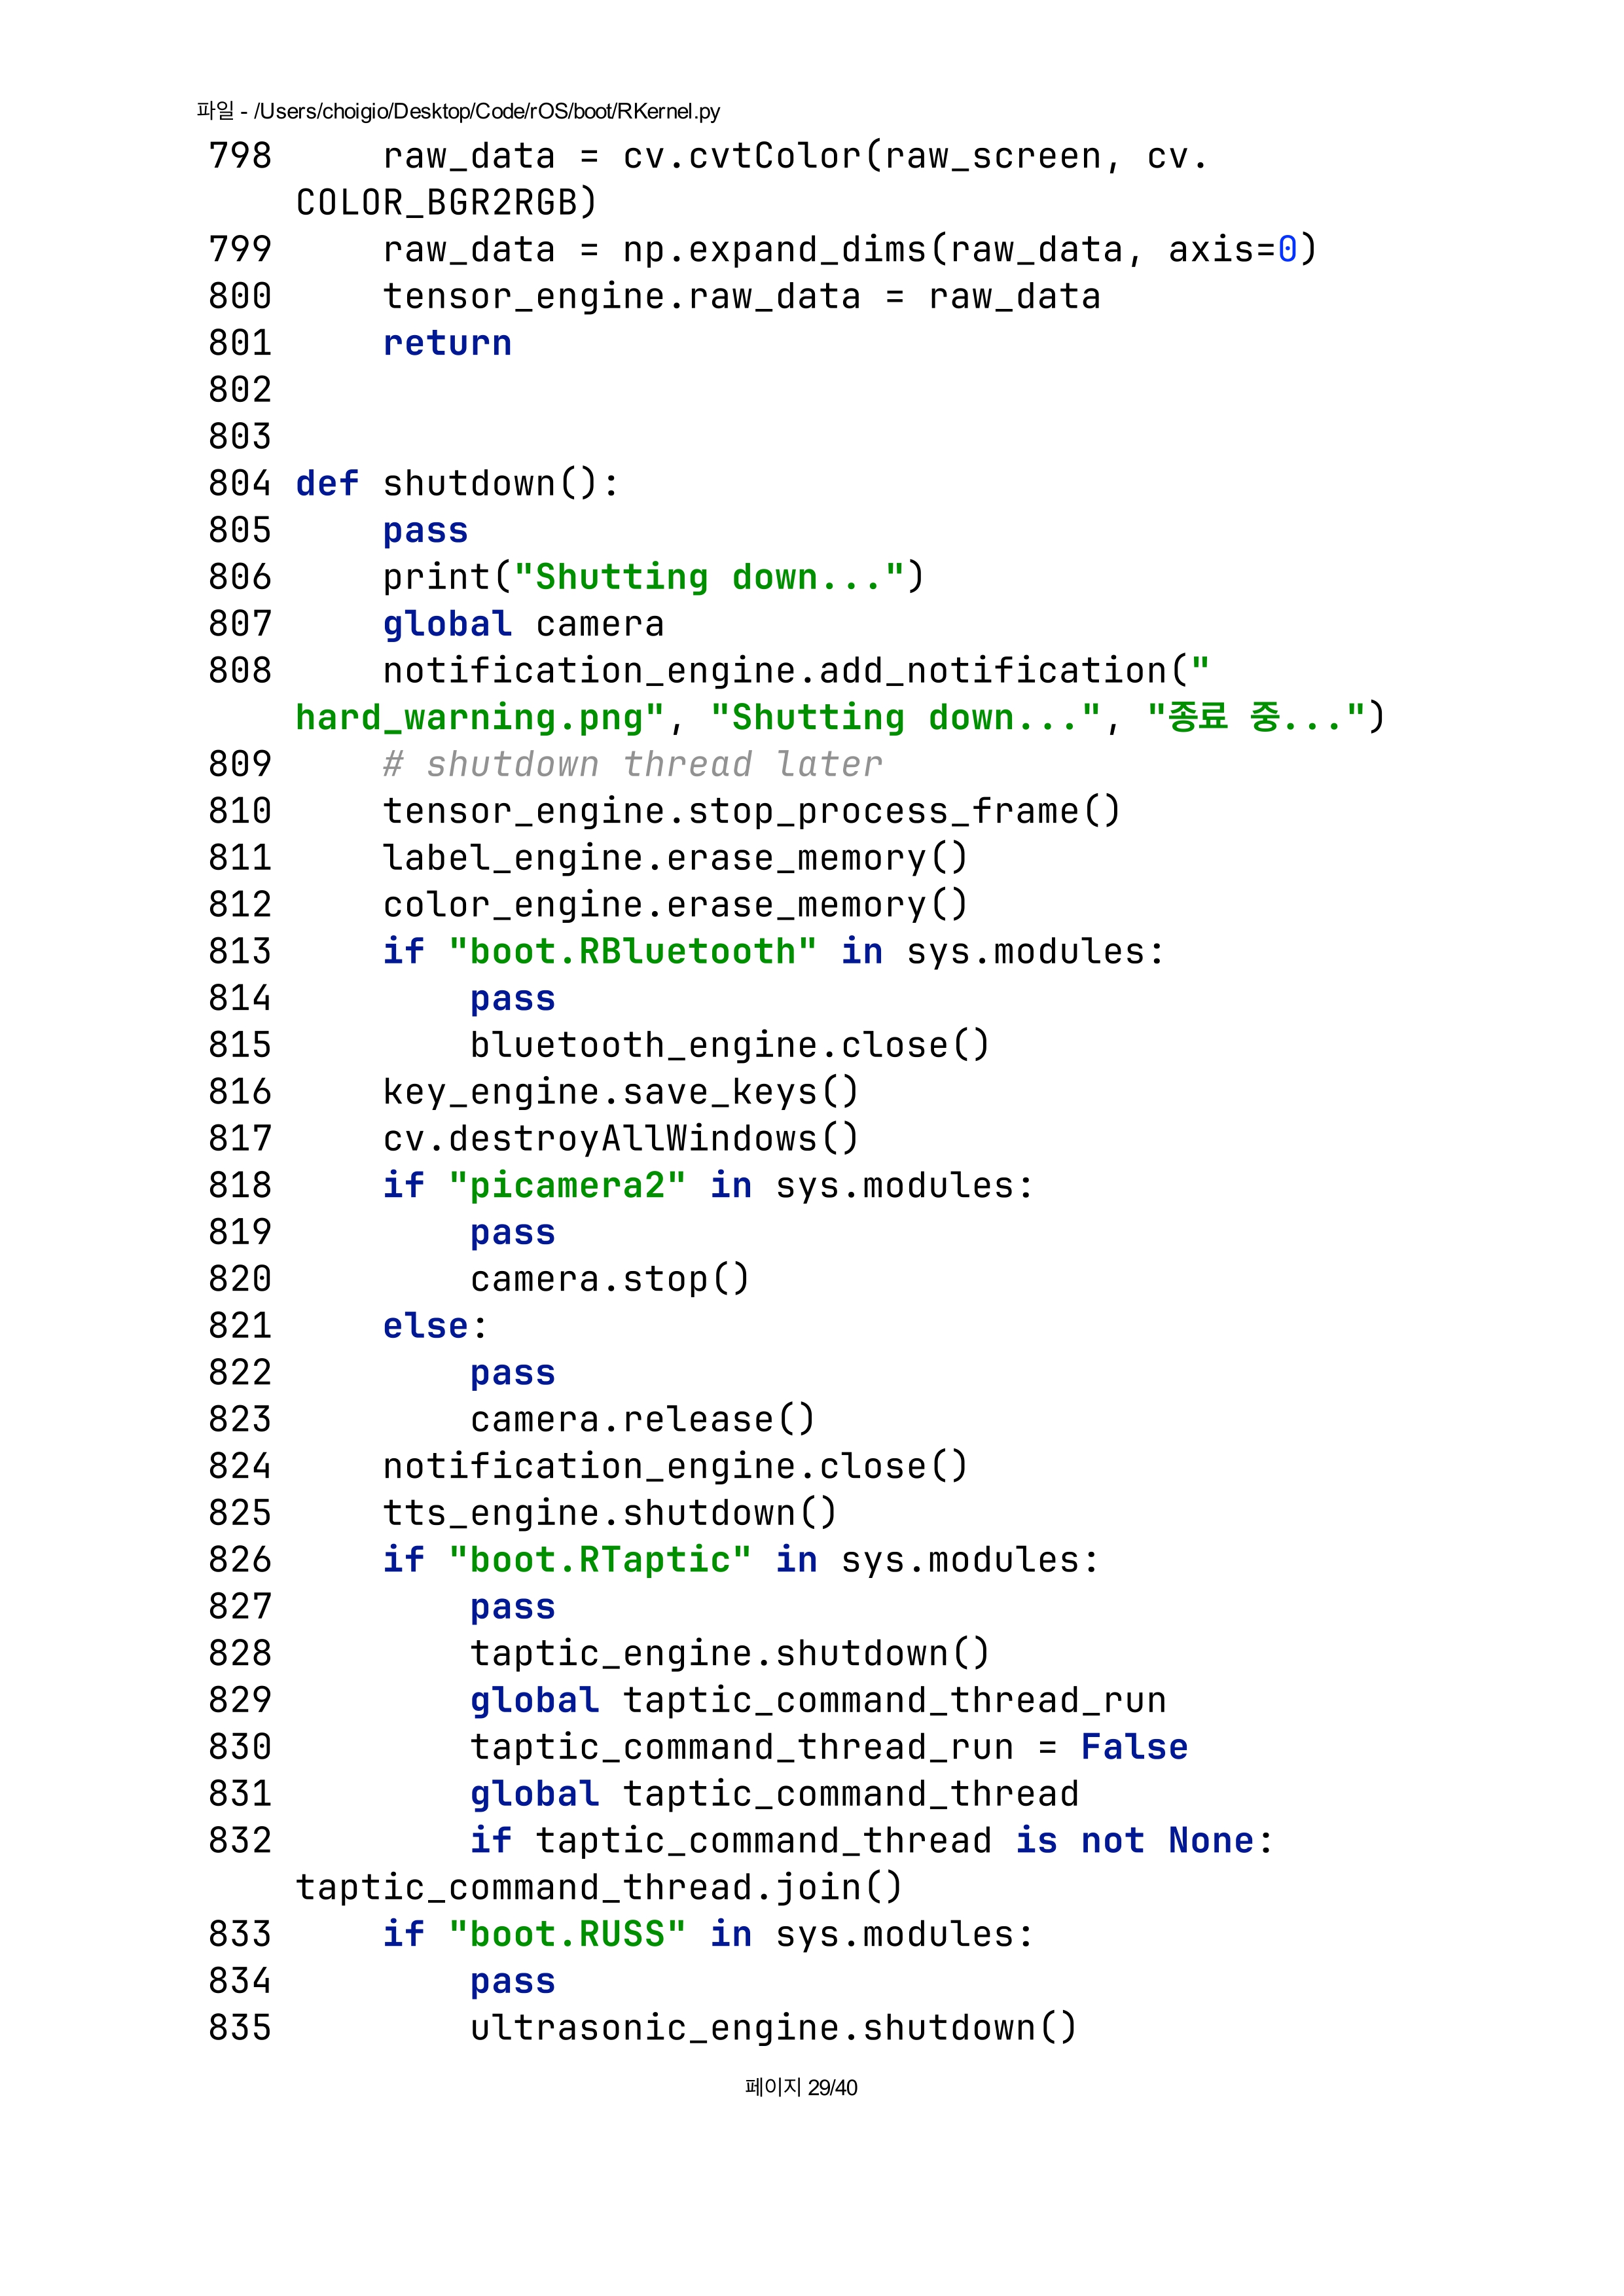 파일 - /Users/choigio/Desktop/Code/rOS/boot/RKernel.py
798     raw_data = cv.cvtColor(raw_screen, cv.
    COLOR_BGR2RGB)
799     raw_data = np.expand_dims(raw_data, axis=0)
800     tensor_engine.raw_data = raw_data
801     return
802
803
804 def shutdown():
805     pass
806     print("Shutting down...")
807     global camera
808     notification_engine.add_notification("
    hard_warning.png", "Shutting down...", "종료 중...")
809     # shutdown thread later
810     tensor_engine.stop_process_frame()
811     label_engine.erase_memory()
812     color_engine.erase_memory()
813     if "boot.RBluetooth" in sys.modules:
814         pass
815         bluetooth_engine.close()
816     key_engine.save_keys()
817     cv.destroyAllWindows()
818     if "picamera2" in sys.modules:
819         pass
820         camera.stop()
821     else:
822         pass
823         camera.release()
824     notification_engine.close()
825     tts_engine.shutdown()
826     if "boot.RTaptic" in sys.modules:
827         pass
828         taptic_engine.shutdown()
829         global taptic_command_thread_run
830         taptic_command_thread_run = False
831         global taptic_command_thread
832         if taptic_command_thread is not None:
    taptic_command_thread.join()
833     if "boot.RUSS" in sys.modules:
834         pass
835         ultrasonic_engine.shutdown()
페이지 29/40